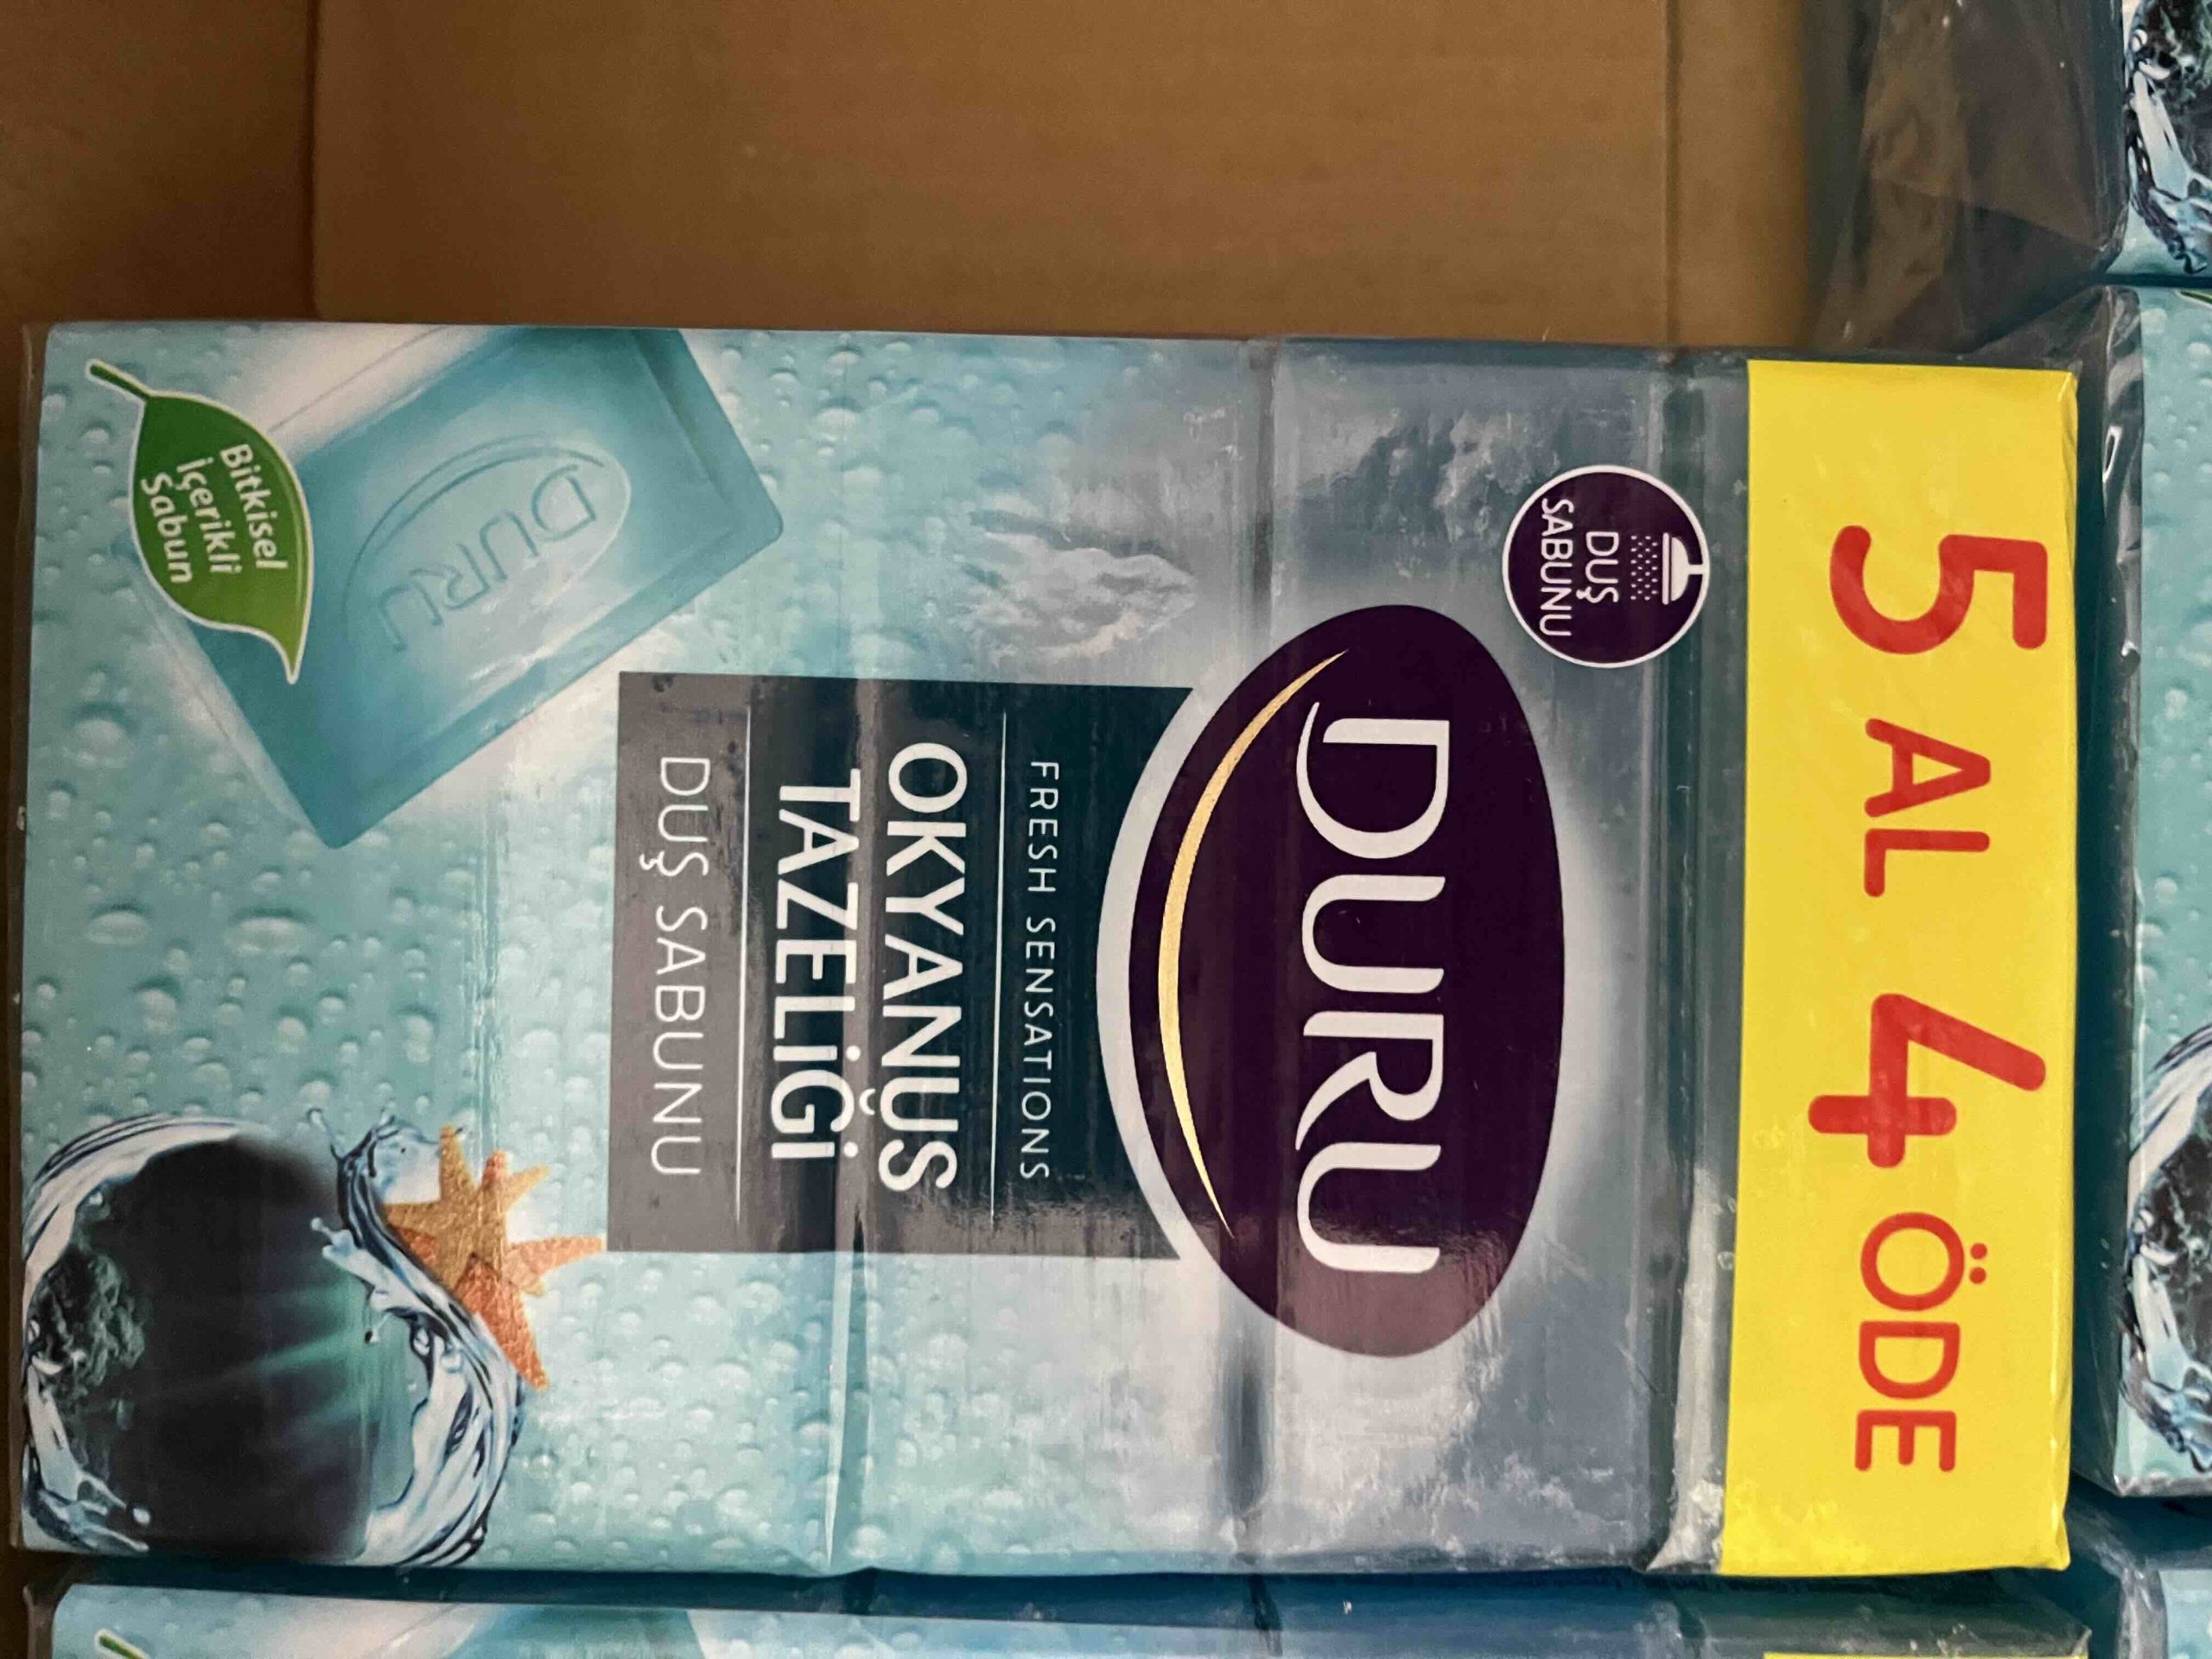 5 AL 4 ÖDE
DUŞ
SABUNU
DURU
FRESH SENSATIONS
OKYANUS
TAZELİĞİ
DUŞ SABUNU
DURU
Bitkisel
İçerikli
Sabun